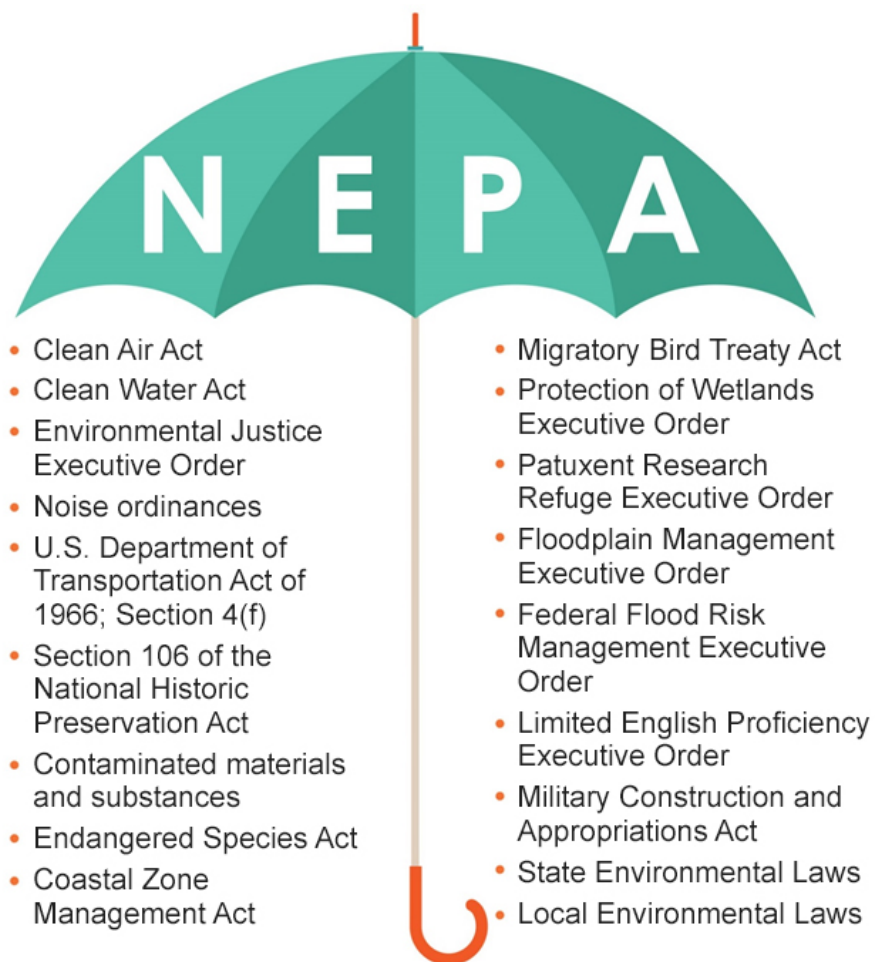 N E P A
• Clean Air Act
• Clean Water Act
• Environmental Justice
Executive Order
• Noise ordinances
• U.S. Department of
Transportation Act of
1966; Section 4(f)
• Section 106 of the
National Historic
Preservation Act
• Contaminated materials
and substances
• Endangered Species Act
• Coastal Zone
Management Act
• Migratory Bird Treaty Act
• Protection of Wetlands
Executive Order
• Patuxent Research
Refuge Executive Order
• Floodplain Management
Executive Order
• Federal Flood Risk
Management Executive
Order
• Limited English Proficiency
Executive Order
• Military Construction and
Appropriations Act
• State Environmental Laws
• Local Environmental Laws